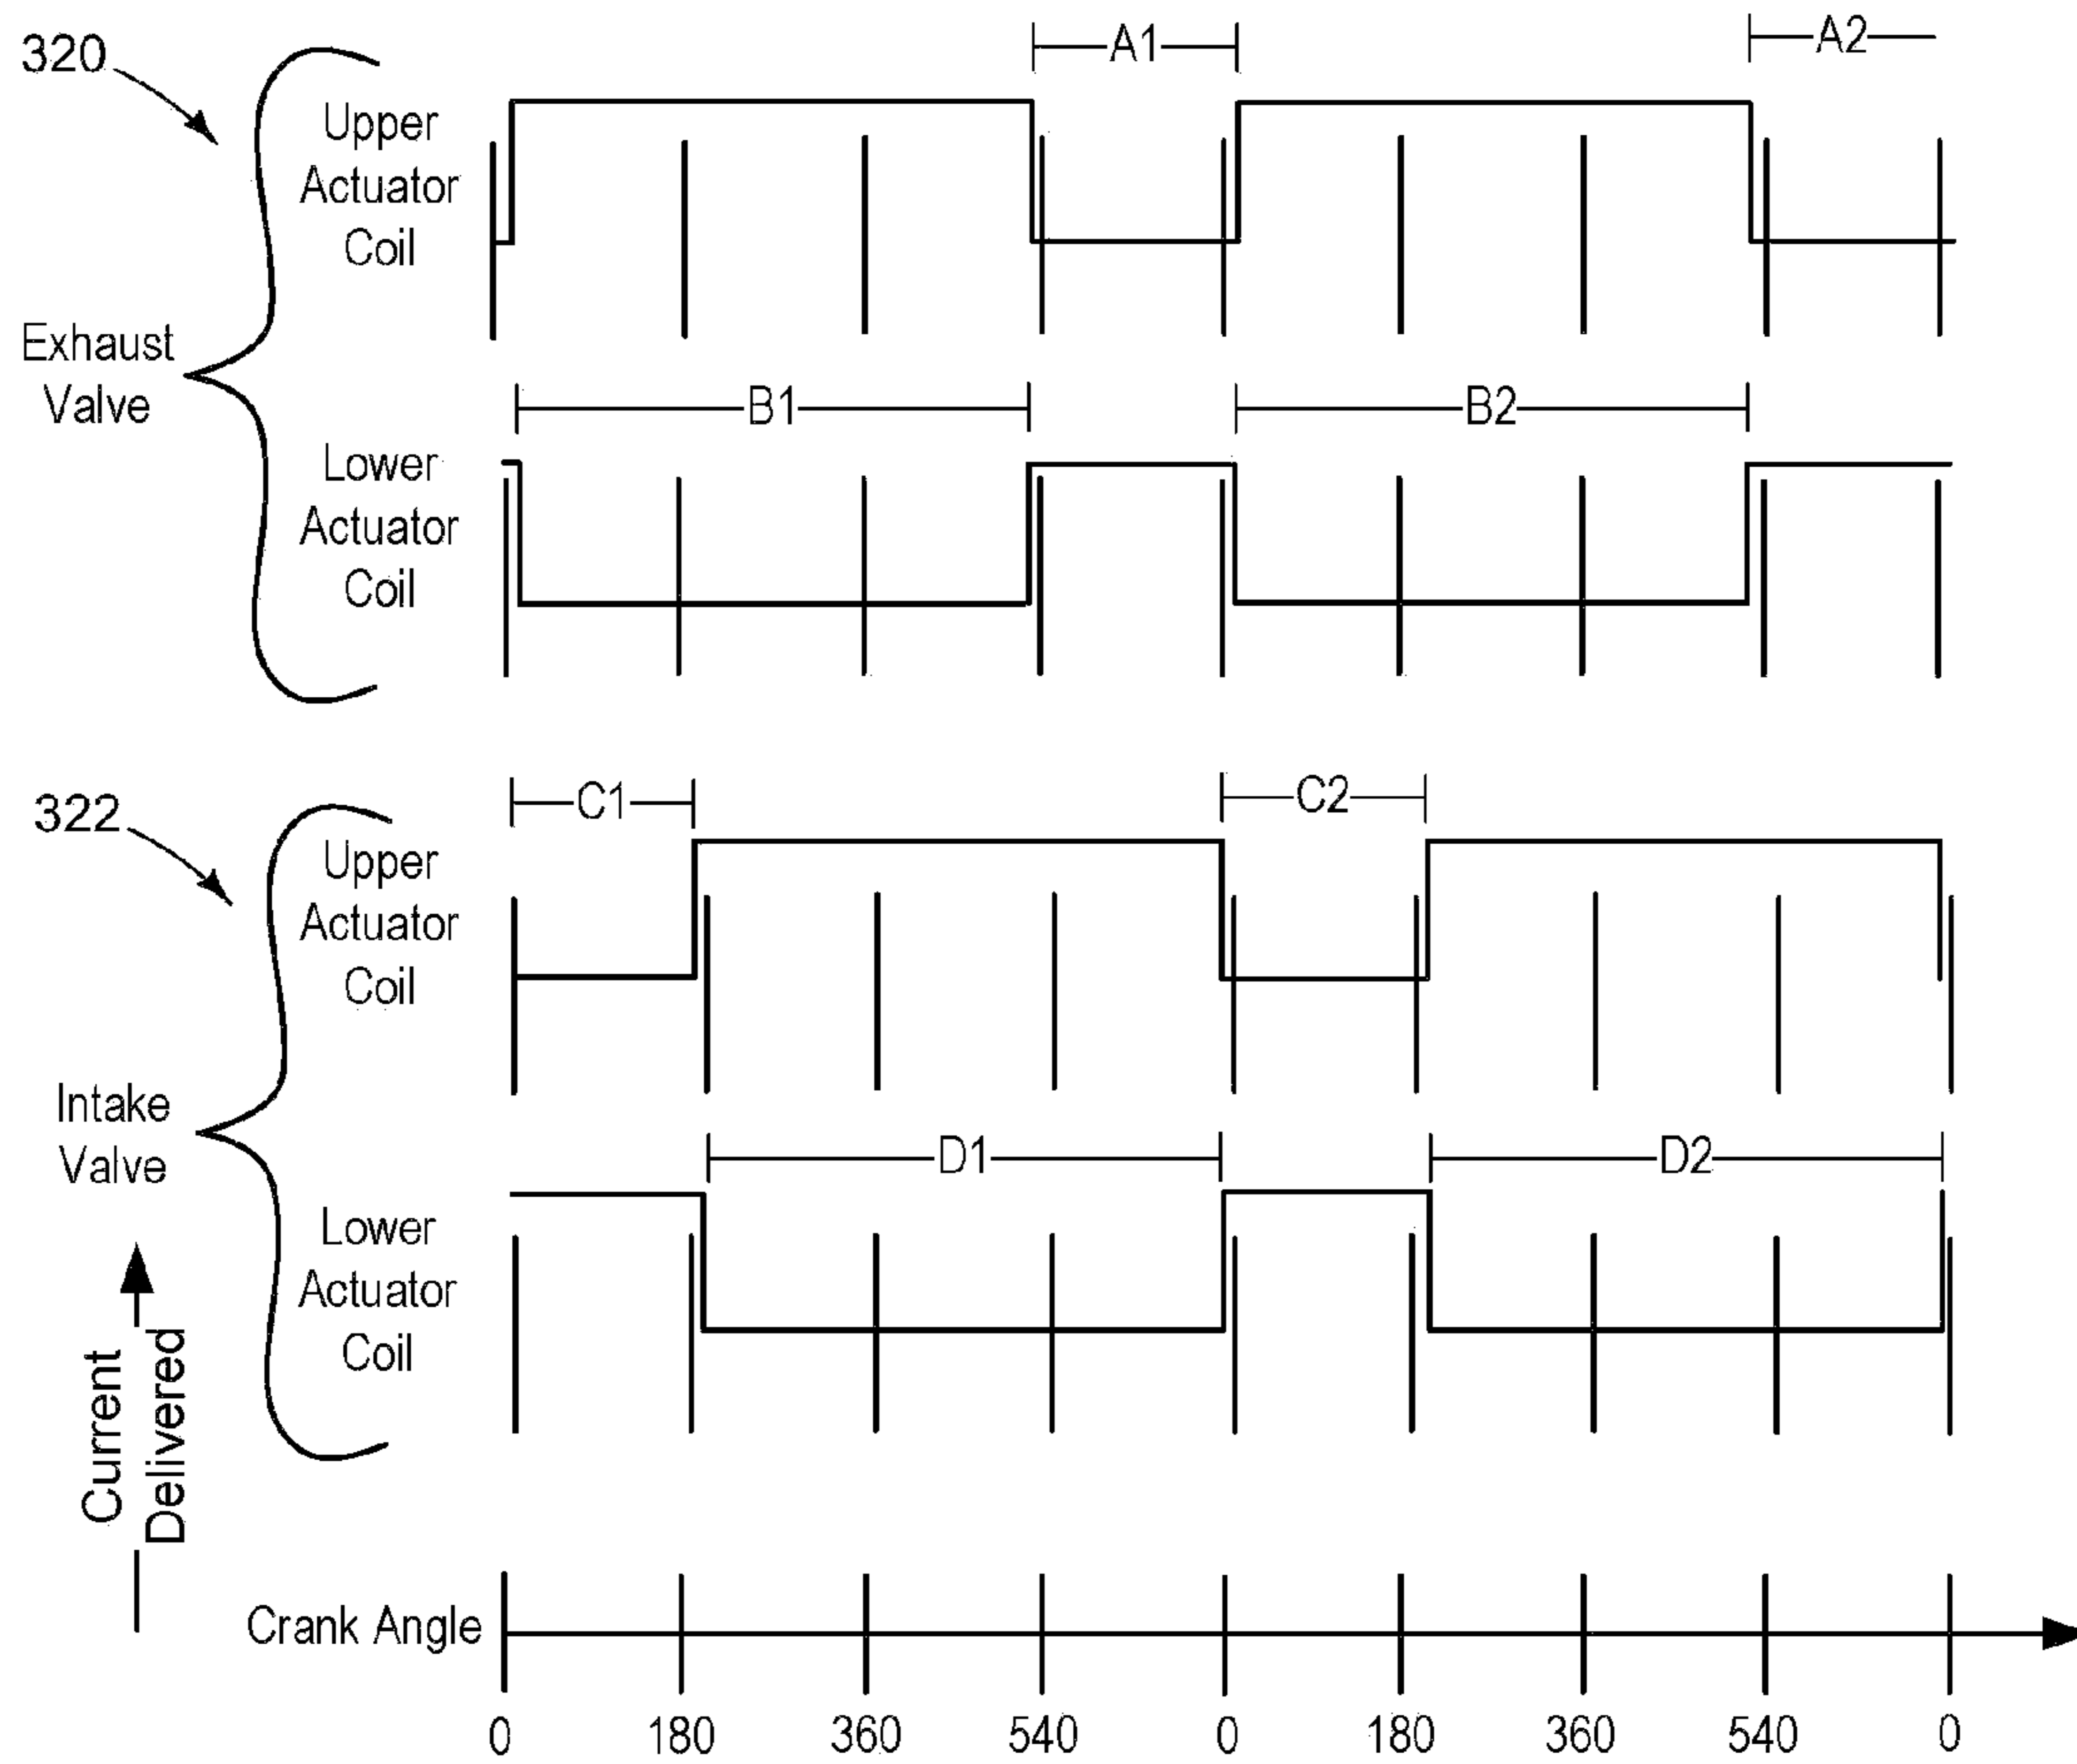 320
A1
A2
Upper
Actuator
Coil
Exhaust
Valve
B1
B2
Lower
Actuator
Coil
322
C1
C2
Upper
Actuator
Coil
Intake
Valve
D1
D2
Lower
Actuator
Coil
Current
Delivered
Crank Angle
0 180 360 540 0 180 360 540 0